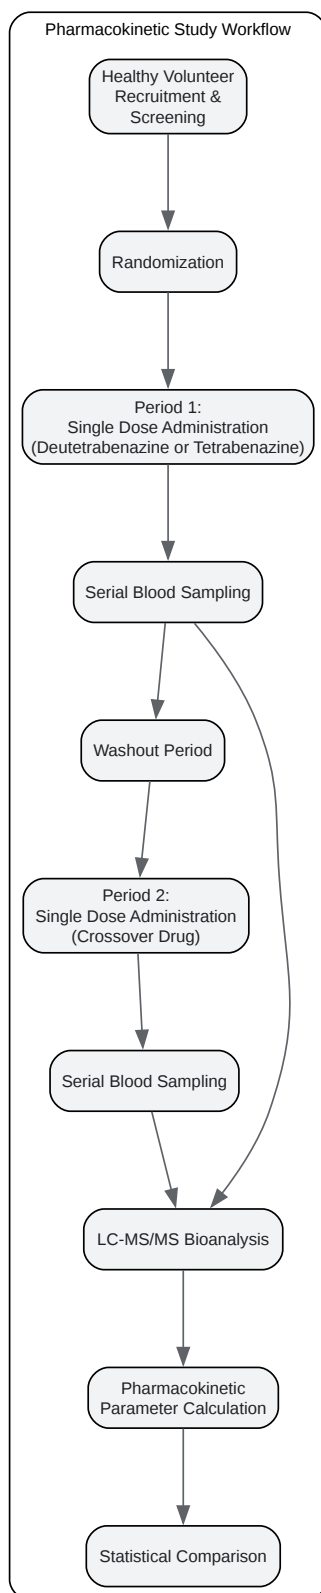 Pharmacokinetic Study Workflow
Healthy Volunteer
Recruitment &
Screening
Randomization
Period 1:
Single Dose Administration
(Deutetrabenazine or Tetrabenazine)
Serial Blood Sampling
Washout Period
Period 2:
Single Dose Administration
(Crossover Drug)
Serial Blood Sampling
LC-MS/MS Bioanalysis
Pharmacokinetic
Parameter Calculation
Statistical Comparison